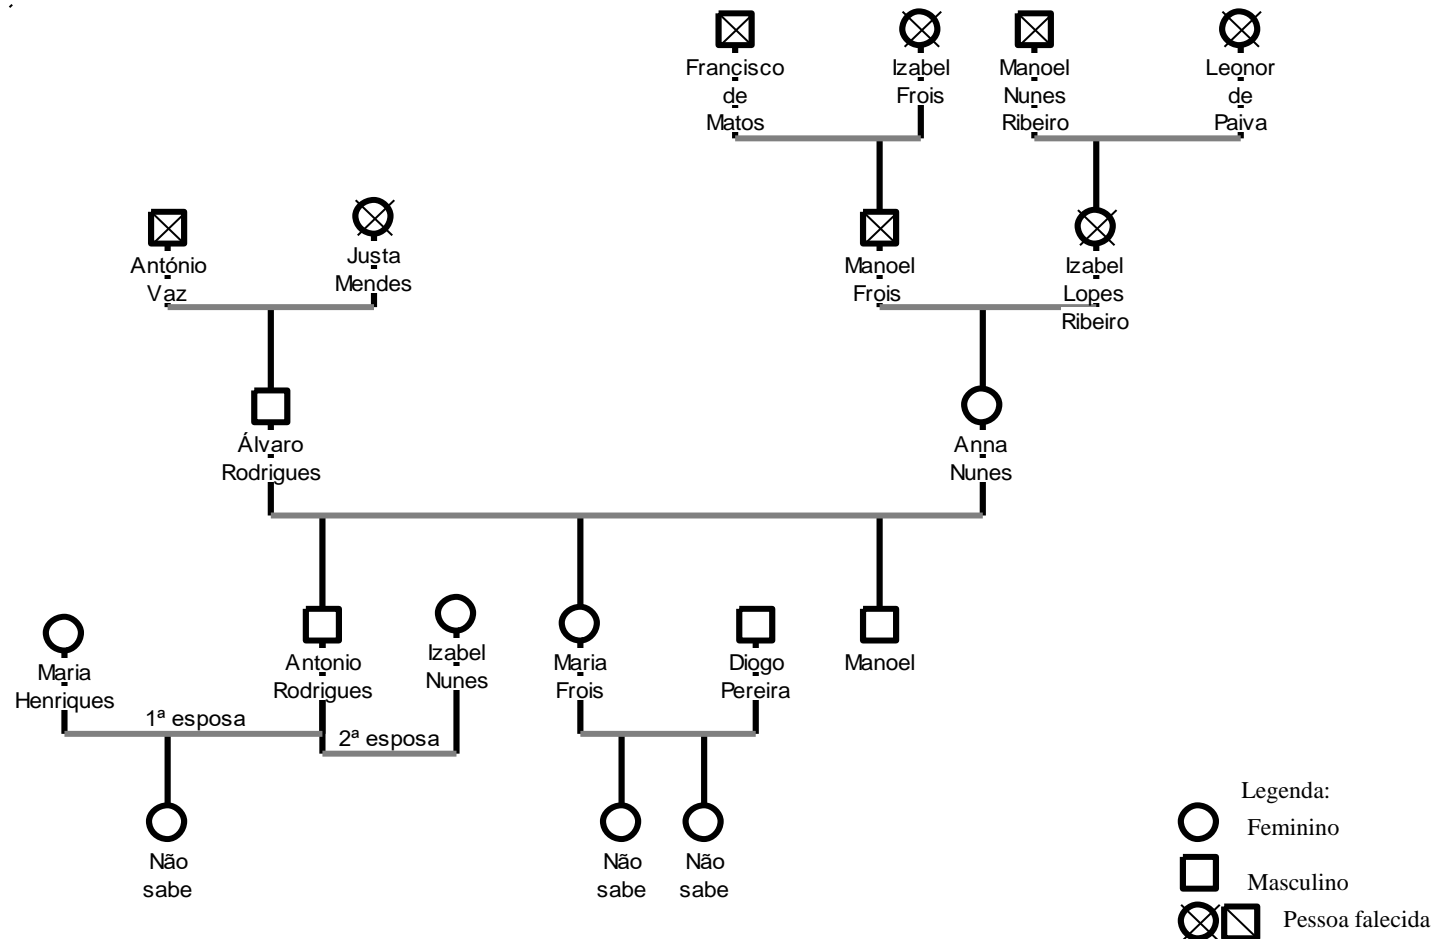 Francisco
de
Matos
Izabel
Frois
Manoel
Nunes
Ribeiro
Leonor
de
Paiva
António
Vaz
Justa
Mendes
Manoel
Frois
Izabel
Lopes
Ribeiro
Álvaro
Rodrigues
Anna
Nunes
Maria
Henriques
Antonio
Rodrigues
Izabel
Nunes
Maria
Frois
Diogo
Pereira
Manoel
1ª esposa
2ª esposa
Não
sabe
Não
sabe
Não
sabe
Legenda:
Feminino
Masculino
Pessoa falecida